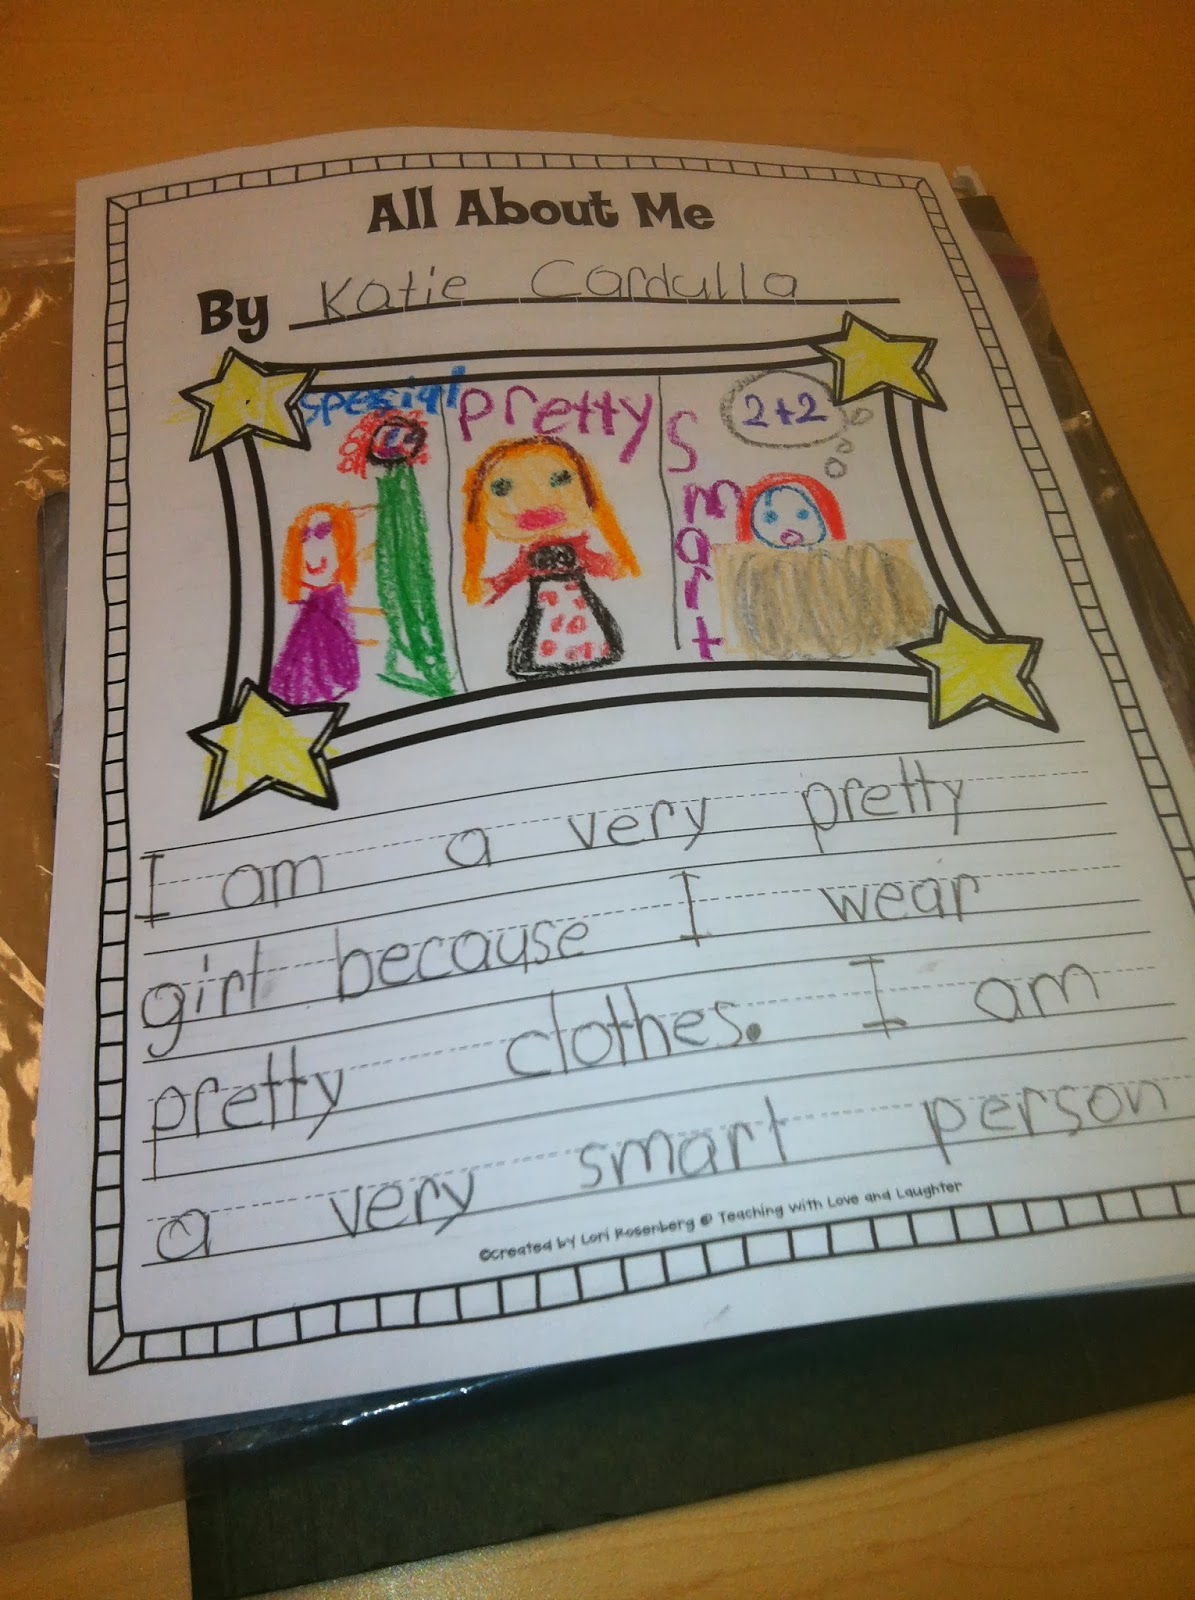 All About Me
By Katie Cardulla
spesial
pretty
smart
2+2
I am a very pretty
girl because I wear
pretty clothes. I am
a very smart person
©Created by Lori Rosenberg @ Teaching with Love and Laughter